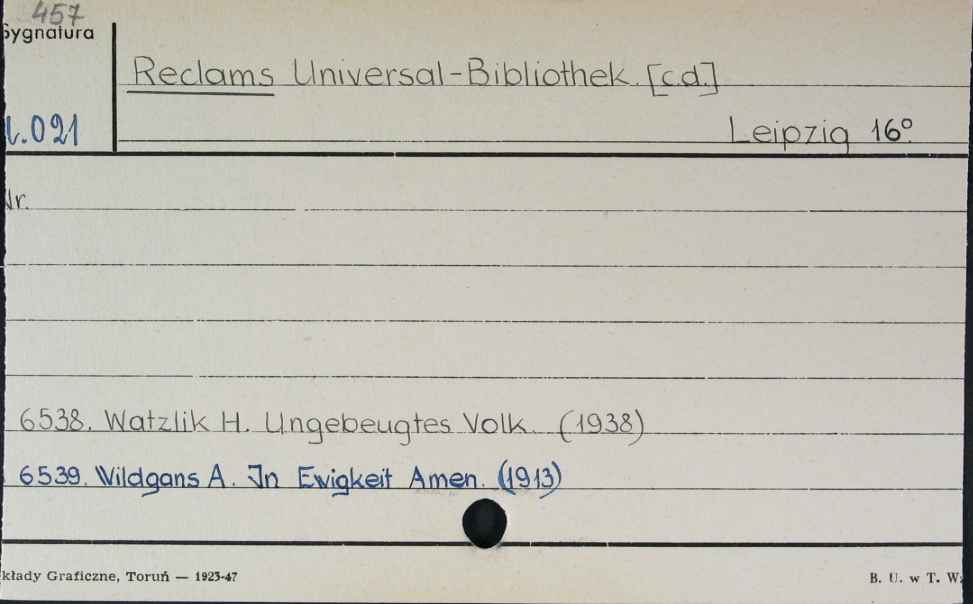 457
Sygnatura
Reclams Universal-Bibliothek. [c.d.]
.021
Leipzig 16°.
Nr.
6538. Watzlik H. Ungebeugtes Volk. (1938)
6539. Wildgans A. In Ewigkeit Amen. (1913)
kłady Graficzne, Toruń — 1923-47
B. U. w T. W